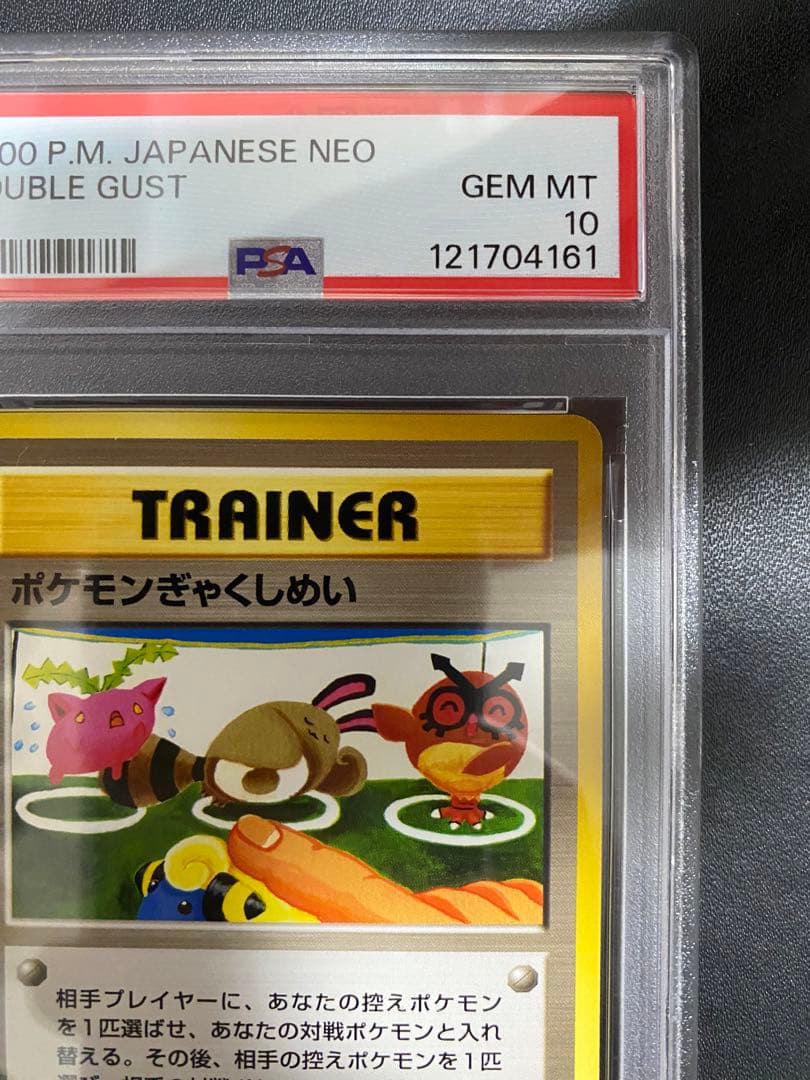 00 P.M. JAPANESE NEO
UBLE GUST
GEM MT
10
PSA
121704161
TRAINER
ポケモンぎゃくしめい
相手プレイヤーに、あなたの控えポケモン
を1匹選ばせ、あなたの対戦ポケモンと入れ
替える。その後、相手の控えポケモンを1匹